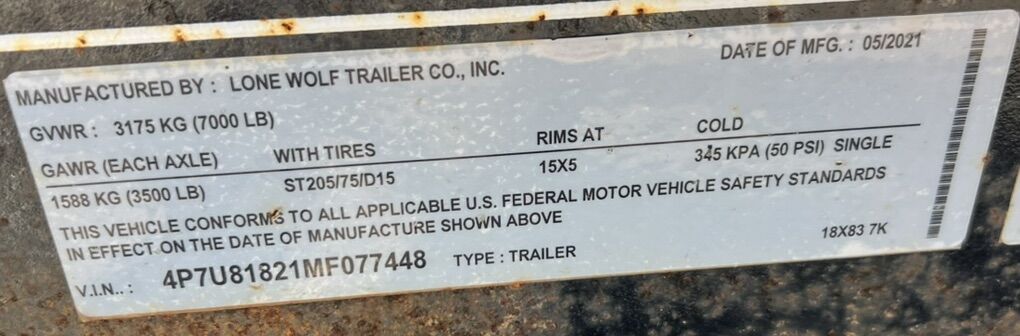 MANUFACTURED BY : LONE WOLF TRAILER CO., INC. DATE OF MFG. : 05/2021
GVWR : 3175 KG (7000 LB)
GAWR (EACH AXLE) WITH TIRES RIMS AT COLD
1588 KG (3500 LB) ST205/75/D15 15X5 345 KPA (50 PSI) SINGLE
THIS VEHICLE CONFORMS TO ALL APPLICABLE U.S. FEDERAL MOTOR VEHICLE SAFETY STANDARDS
IN EFFECT ON THE DATE OF MANUFACTURE SHOWN ABOVE
V.I.N.. : 4P7U81821MF077448 TYPE : TRAILER 18X83 7K